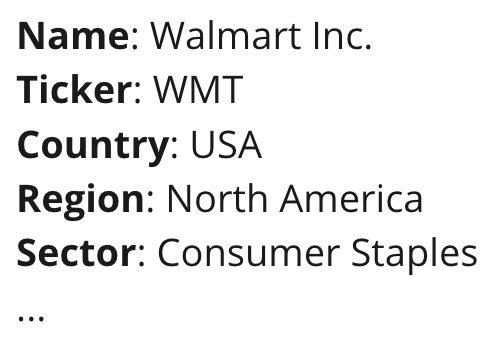 Name: Walmart Inc.
Ticker: WMT
Country: USA
Region: North America
Sector: Consumer Staples
...